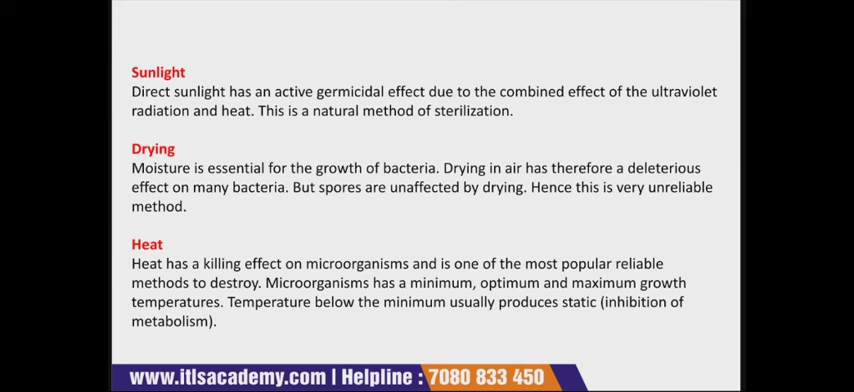 Sunlight
Direct sunlight has an active germicidal effect due to the combined effect of the ultraviolet
radiation and heat. This is a natural method of sterilization.
Drying
Moisture is essential for the growth of bacteria. Drying in air has therefore a deleterious
effect on many bacteria. But spores are unaffected by drying. Hence this is very unreliable
method.
Heat
Heat has a killing effect on microorganisms and is one of the most popular reliable
methods to destroy. Microorganisms has a minimum, optimum and maximum growth
temperatures. Temperature below the minimum usually produces static (inhibition of
metabolism).
www.itlsacademy.com | Helpline : 7080 833 450